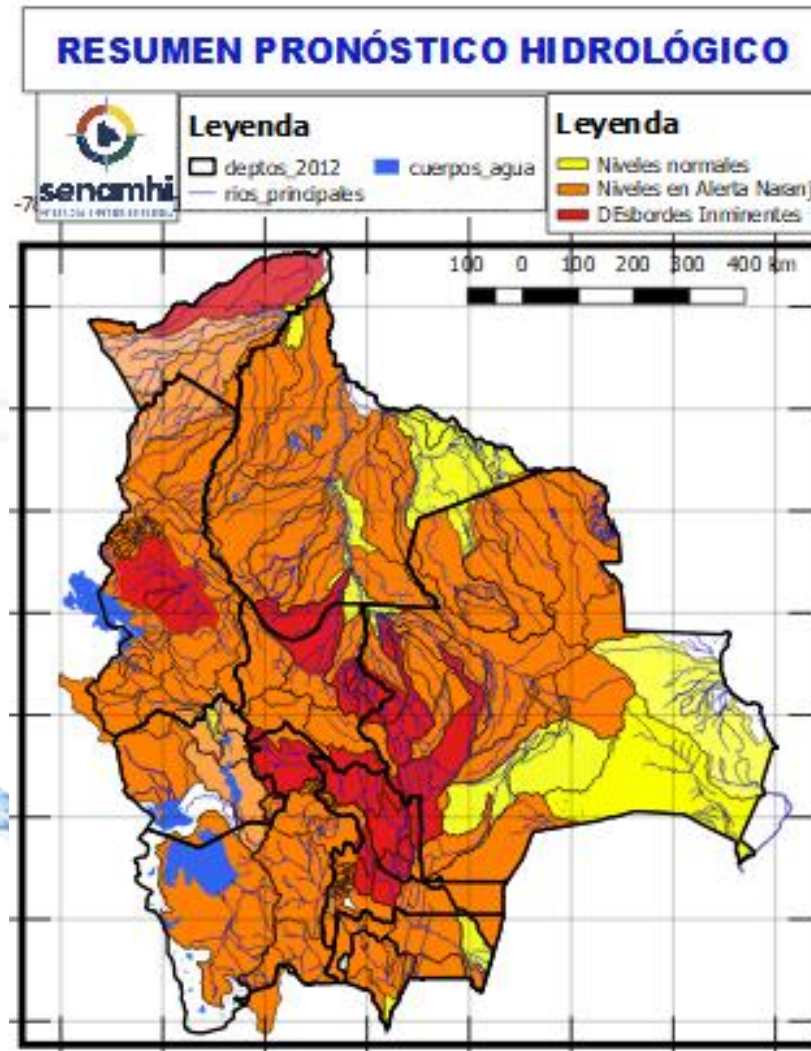 RESUMEN PRONÓSTICO HIDROLÓGICO
senamhi
Leyenda
deptos_2012
cuerpos_agua
rios_principales
Leyenda
Niveles normales
Niveles en Alerta Naranj
DEsbordes Inminentes
100 0 100 200 300 400 km